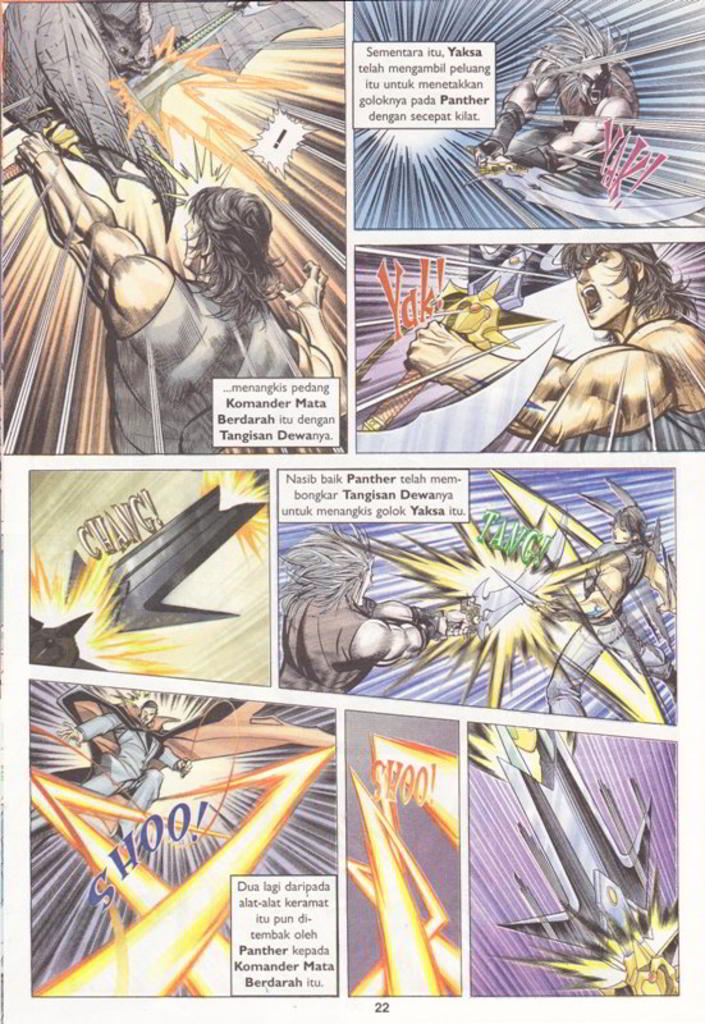 !
...menangkis pedang
Komander Mata
Berdarah itu dengan
Tangisan Dewanya.
Sementara itu, Yaksa
telah mengambil peluang
itu untuk menetakkan
goloknya pada Panther
dengan secepat kilat.
YAK!
Yak!
CHANG!
Nasib baik Panther telah mem-
bongkar Tangisan Dewanya
untuk menangkis golok Yaksa itu.
TANG!
SHOO!
Dua lagi daripada
alat-alat keramat
itu pun di-
tembak oleh
Panther kepada
Komander Mata
Berdarah itu.
SHOO!
22